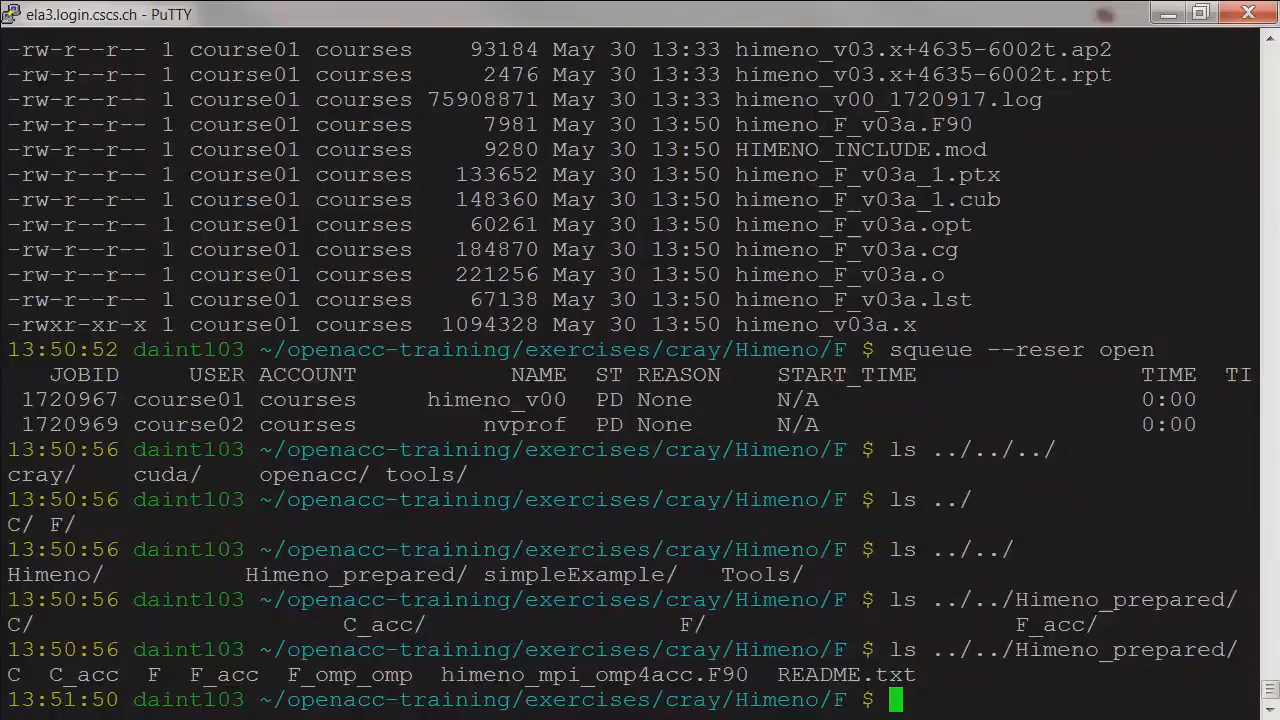 ela3.login.cscs.ch - PuTTY
-rw-r--r-- 1 course01 courses 93184 May 30 13:33 himeno_v03.x+4635-6002t.ap2
-rw-r--r-- 1 course01 courses 2476 May 30 13:33 himeno_v03.x+4635-6002t.rpt
-rw-r--r-- 1 course01 courses 75908871 May 30 13:33 himeno_v00_1720917.log
-rw-r--r-- 1 course01 courses 7981 May 30 13:50 himeno_F_v03a.F90
-rw-r--r-- 1 course01 courses 9280 May 30 13:50 HIMENO_INCLUDE.mod
-rw-r--r-- 1 course01 courses 133652 May 30 13:50 himeno_F_v03a_1.ptx
-rw-r--r-- 1 course01 courses 148360 May 30 13:50 himeno_F_v03a_1.cub
-rw-r--r-- 1 course01 courses 60261 May 30 13:50 himeno_F_v03a.opt
-rw-r--r-- 1 course01 courses 184870 May 30 13:50 himeno_F_v03a.cg
-rw-r--r-- 1 course01 courses 221256 May 30 13:50 himeno_F_v03a.o
-rw-r--r-- 1 course01 courses 67138 May 30 13:50 himeno_F_v03a.lst
-rwxr-xr-x 1 course01 courses 1094328 May 30 13:50 himeno_v03a.x
13:50:52 daint103 ~/openacc-training/exercises/cray/Himeno/F $ squeue --reser open
JOBID USER ACCOUNT NAME ST REASON START_TIME TIME TI
1720967 course01 courses himeno_v00 PD None N/A 0:00
1720969 course02 courses nvprof PD None N/A 0:00
13:50:56 daint103 ~/openacc-training/exercises/cray/Himeno/F $ ls ../../../
cray/ cuda/ openacc/ tools/
13:50:56 daint103 ~/openacc-training/exercises/cray/Himeno/F $ ls ../
C/ F/
13:50:56 daint103 ~/openacc-training/exercises/cray/Himeno/F $ ls ../../
Himeno/ Himeno_prepared/ simpleExample/ Tools/
13:50:56 daint103 ~/openacc-training/exercises/cray/Himeno/F $ ls ../../Himeno_prepared/
C/ C_acc/ F/ F_acc/
13:50:56 daint103 ~/openacc-training/exercises/cray/Himeno/F $ ls ../../Himeno_prepared/
C C_acc F F_acc F_omp_omp himeno_mpi_omp4acc.F90 README.txt
13:51:50 daint103 ~/openacc-training/exercises/cray/Himeno/F $